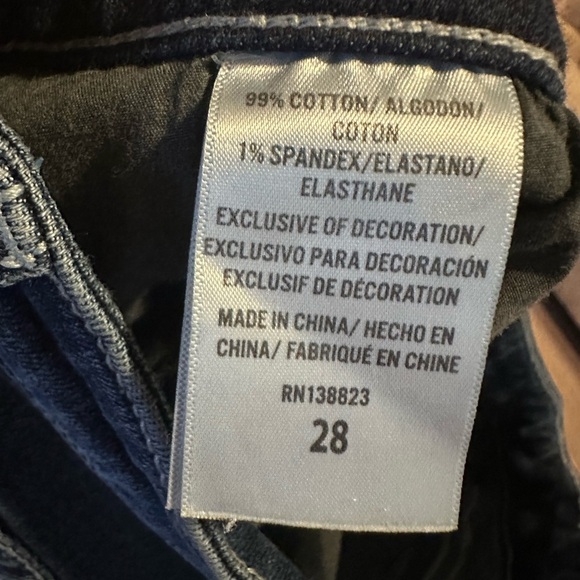 99% COTTON/ ALGODON/
COTON
1% SPANDEX/ELASTANO/
ELASTHANE
EXCLUSIVE OF DECORATION/
EXCLUSIVO PARA DECORACIÓN
EXCLUSIF DE DÉCORATION
MADE IN CHINA/ HECHO EN
CHINA/ FABRIQUÉ EN CHINE
RN138823
28